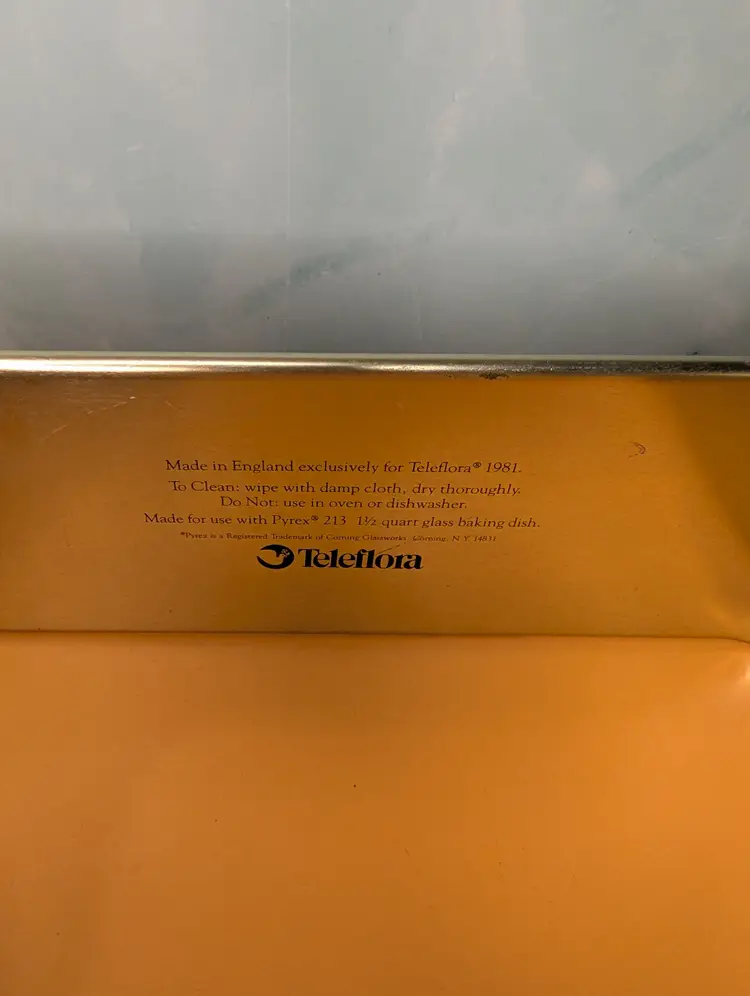 Made in England exclusively for Teleflora® 1981.
To Clean: wipe with damp cloth, dry thoroughly.
Do Not: use in oven or dishwasher.
Made for use with Pyrex® 213 1½ quart glass baking dish.
*Pyrex is a Registered Trademark of Corning Glassworks Corning, N.Y. 14831
Teleflora